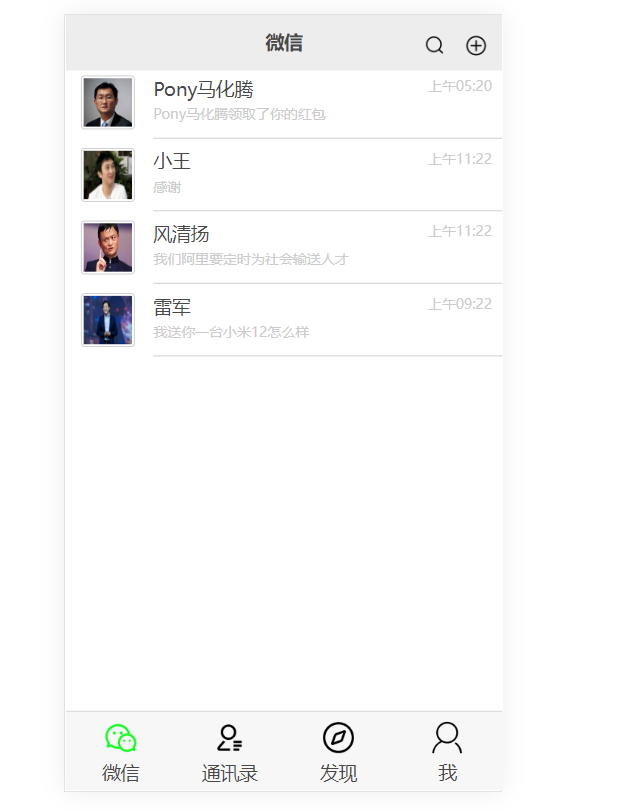 微信
Pony马化腾 上午05:20
Pony马化腾领取了你的红包
小王 上午11:22
感谢
风清扬 上午11:22
我们阿里要定时为社会输送人才
雷军 上午09:22
我送你一台小米12怎么样
微信 通讯录 发现 我